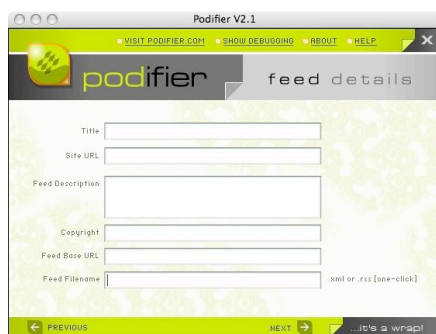 Podifier V2.1
VISIT PODIFIER.COM SHOW DEBUGGING ABOUT HELP
podifier feed details
Title
Site URL
Feed Description
Copyright
Feed Base URL
Feed Filename .xml or .rss [one-click]
PREVIOUS NEXT ...it's a wrap!